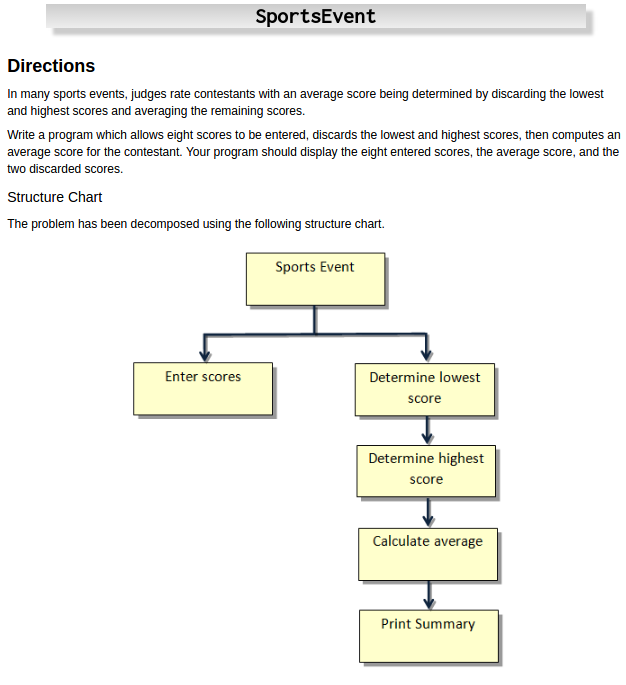 SportsEvent
Directions
In many sports events, judges rate contestants with an average score being determined by discarding the lowest
and highest scores and averaging the remaining scores.
Write a program which allows eight scores to be entered, discards the lowest and highest scores, then computes an
average score for the contestant. Your program should display the eight entered scores, the average score, and the
two discarded scores.
Structure Chart
The problem has been decomposed using the following structure chart.
Sports Event
Enter scores
Determine lowest
score
Determine highest
score
Calculate average
Print Summary